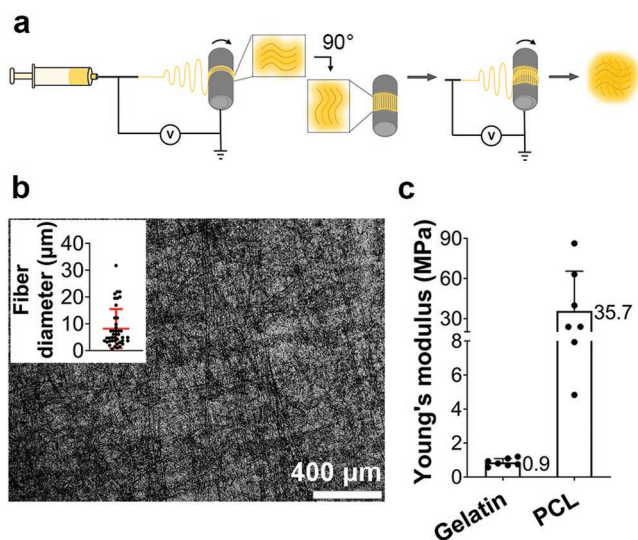 a
90°
V
V
b
Fiber
diameter (μm)
40
30
20
10
0
400 μm
c
Young's modulus (MPa)
90
60
30
8
6
4
2
0
0.9
35.7
Gelatin
PCL